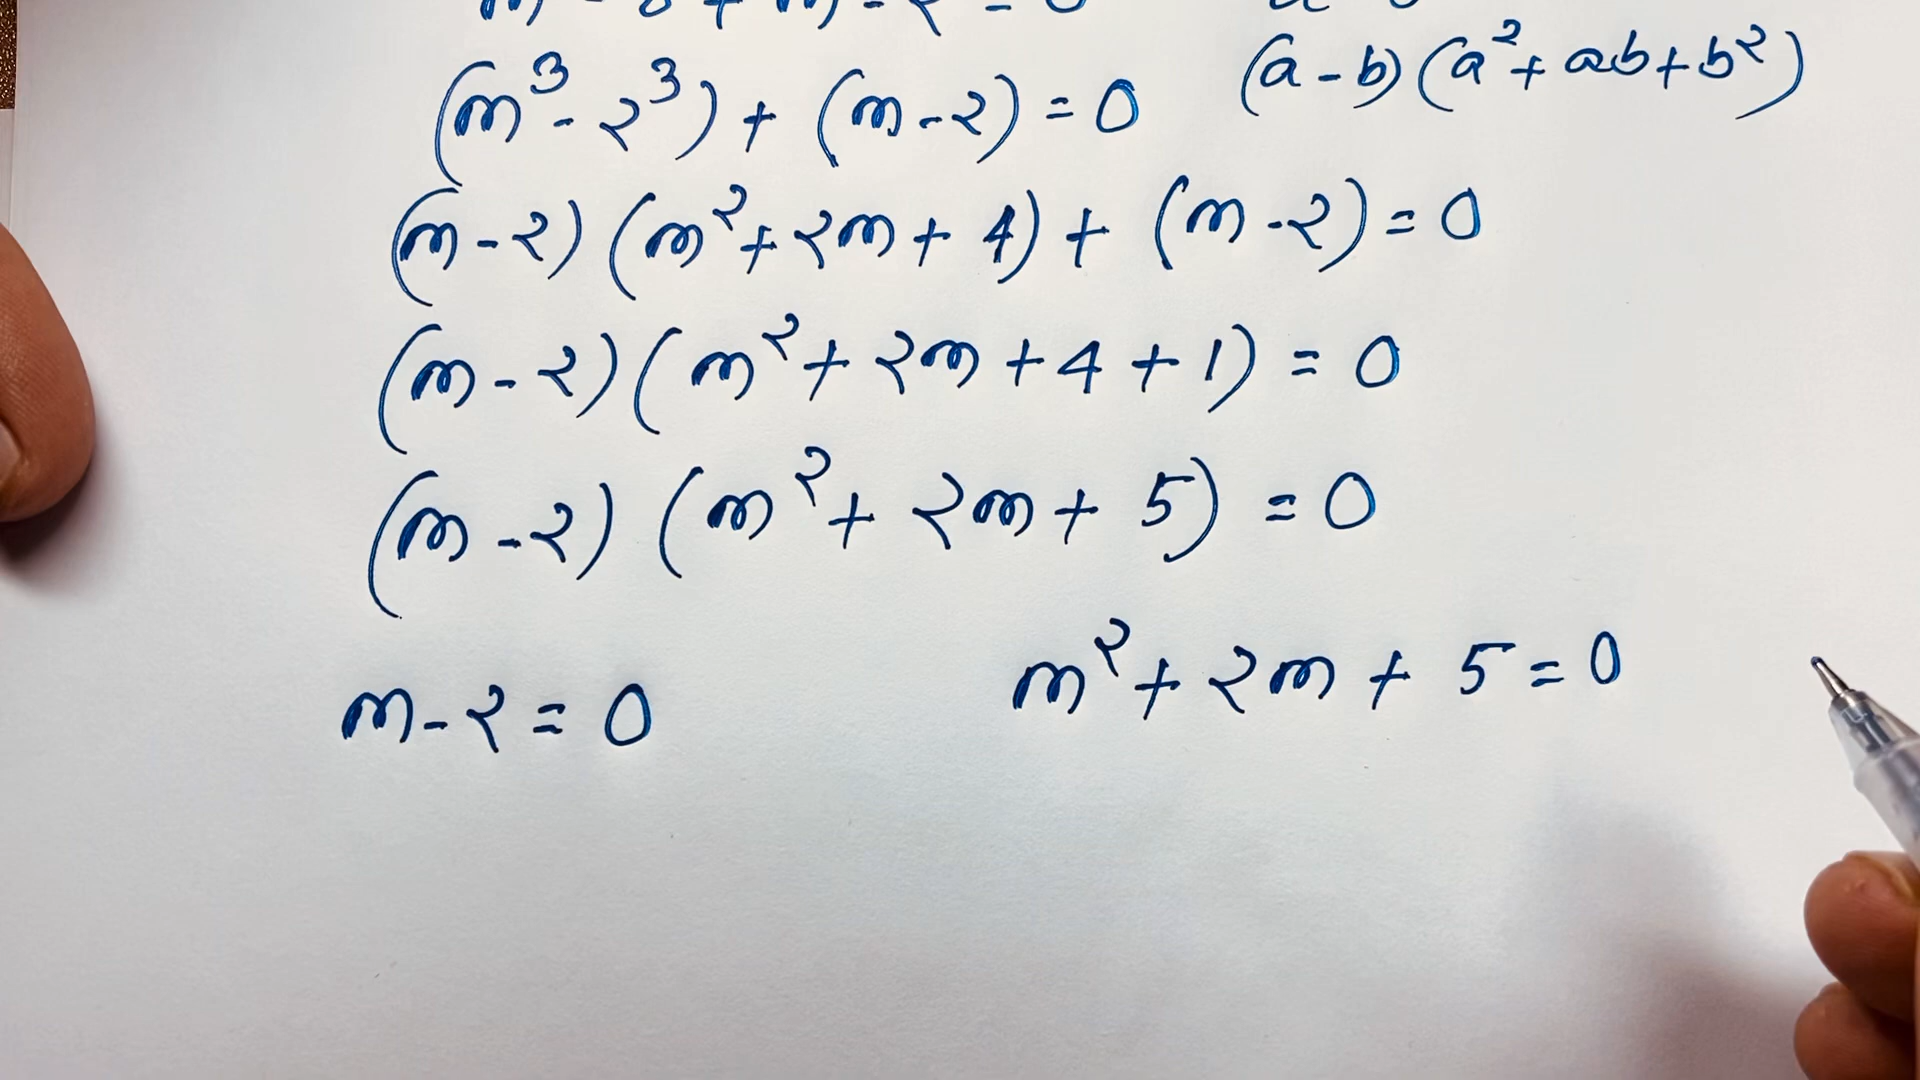 (m³ - 2³) + (m - 2) = 0
(a - b)(a² + ab + b²)
(m - 2)(m² + 2m + 4) + (m - 2) = 0
(m - 2)(m² + 2m + 4 + 1) = 0
(m - 2)(m² + 2m + 5) = 0
m - 2 = 0
m² + 2m + 5 = 0